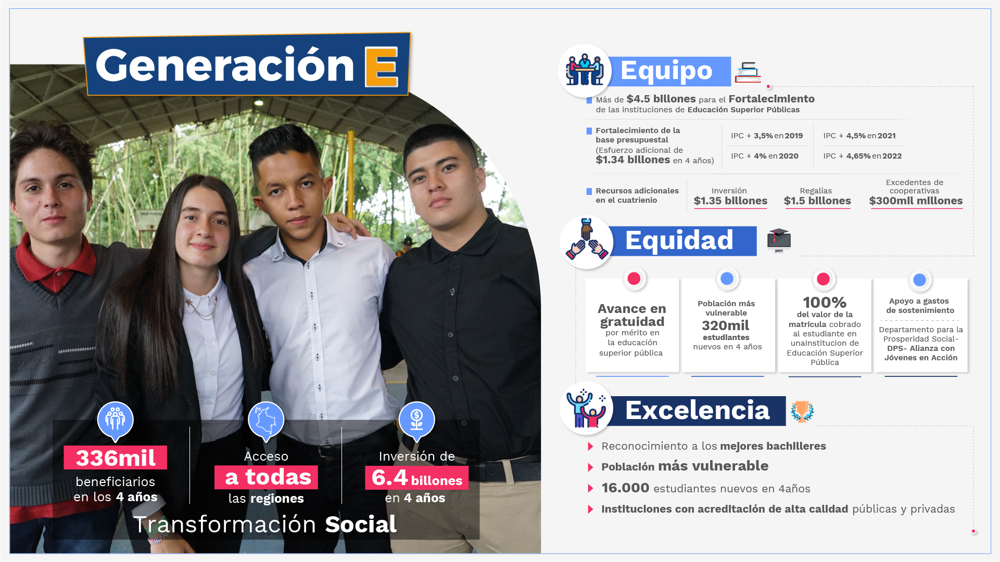 Generación E
336mil
beneficiarios
en los 4 años
Acceso
a todas
las regiones
Inversión de
6.4 billones
en 4 años
Transformación Social
Equipo
Más de $4.5 billones para el Fortalecimiento
de las instituciones de Educación Superior Públicas
Fortalecimiento de la
base presupuestal
(Esfuerzo adicional de
$1.34 billones en 4 años)
IPC + 3,5% en 2019
IPC + 4% en 2020
IPC + 4,5% en 2021
IPC + 4,65% en 2022
Recursos adicionales
en el cuatrienio
Inversión
$1.35 billones
Regalías
$1.5 billones
Excedentes de
cooperativas
$300mil millones
Equidad
Avance en
gratuidad
por mérito en
la educación
superior pública
Población más
vulnerable
320mil
estudiantes
nuevos en 4 años
100%
del valor de la
matrícula cobrado
al estudiante en
unaInstitucion de
Educación Superior
Pública
Apoyo a gastos
de sostenimiento
Departamento para la
Prosperidad Social-
DPS- Alianza con
Jóvenes en Acción
Excelencia
Reconocimiento a los mejores bachilleres
Población más vulnerable
16.000 estudiantes nuevos en 4años
Instituciones con acreditación de alta calidad públicas y privadas